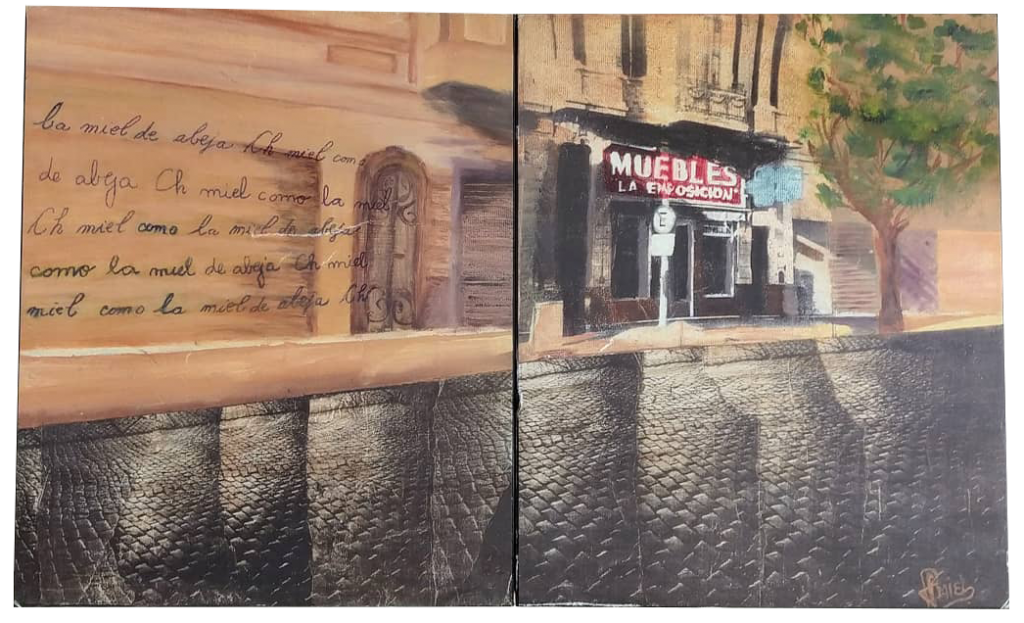 la miel de abeja Ch miel com
de abeja Ch miel como la miel
Ch miel como la miel de abeja
como la miel de abeja Ch miel
miel como la miel de abeja Ch
MUEBLES
LA EXPOSICION
E